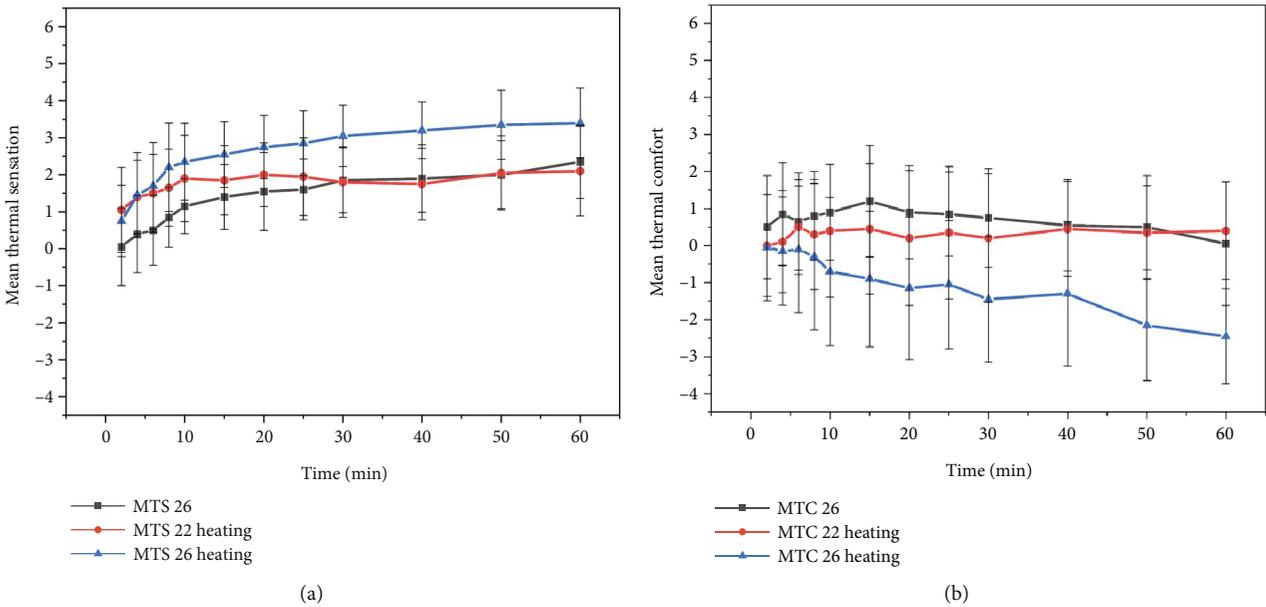 6
5
4
3
2
1
0
–1
–2
–3
–4
Mean thermal sensation
0 10 20 30 40 50 60
Time (min)
MTS 26
MTS 22 heating
MTS 26 heating
(a)
6
5
4
3
2
1
0
–1
–2
–3
–4
Mean thermal comfort
0 10 20 30 40 50 60
Time (min)
MTC 26
MTC 22 heating
MTC 26 heating
(b)